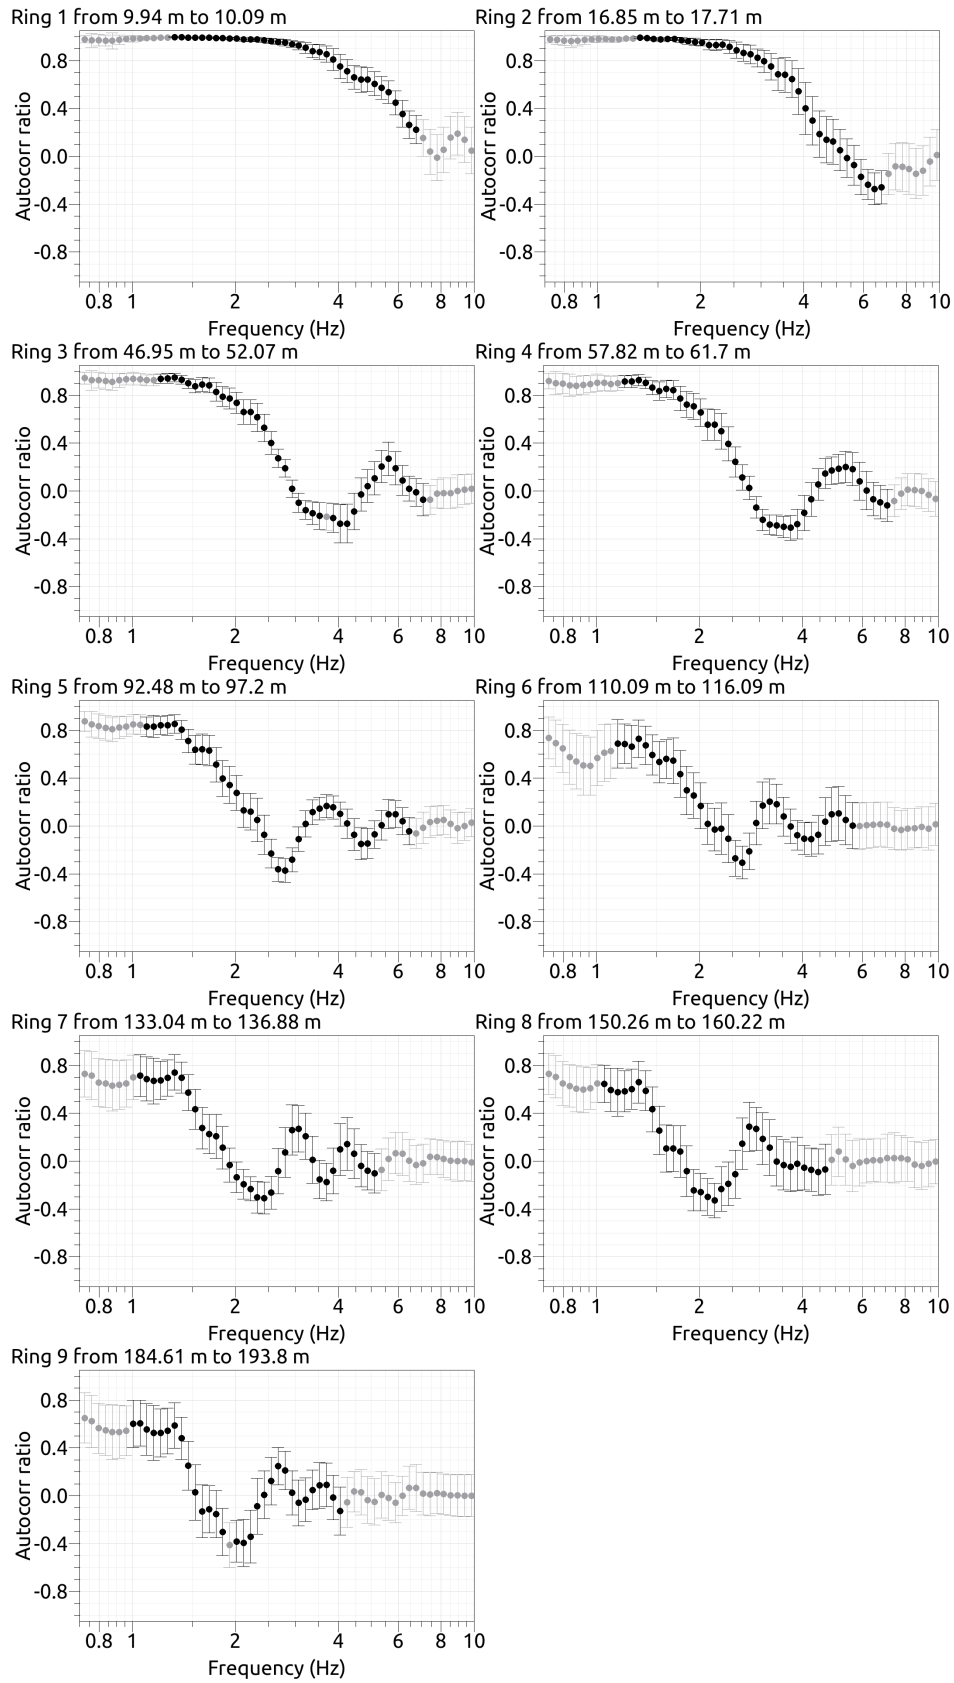 Ring 1 from 9.94 m to 10.09 m
Autocorr ratio
0.8
0.4
0.0
-0.4
-0.8
0.8 1 2 4 6 8 10
Frequency (Hz)
Ring 2 from 16.85 m to 17.71 m
Autocorr ratio
0.8
0.4
0.0
-0.4
-0.8
0.8 1 2 4 6 8 10
Frequency (Hz)
Ring 3 from 46.95 m to 52.07 m
Autocorr ratio
0.8
0.4
0.0
-0.4
-0.8
0.8 1 2 4 6 8 10
Frequency (Hz)
Ring 4 from 57.82 m to 61.7 m
Autocorr ratio
0.8
0.4
0.0
-0.4
-0.8
0.8 1 2 4 6 8 10
Frequency (Hz)
Ring 5 from 92.48 m to 97.2 m
Autocorr ratio
0.8
0.4
0.0
-0.4
-0.8
0.8 1 2 4 6 8 10
Frequency (Hz)
Ring 6 from 110.09 m to 116.09 m
Autocorr ratio
0.8
0.4
0.0
-0.4
-0.8
0.8 1 2 4 6 8 10
Frequency (Hz)
Ring 7 from 133.04 m to 136.88 m
Autocorr ratio
0.8
0.4
0.0
-0.4
-0.8
0.8 1 2 4 6 8 10
Frequency (Hz)
Ring 8 from 150.26 m to 160.22 m
Autocorr ratio
0.8
0.4
0.0
-0.4
-0.8
0.8 1 2 4 6 8 10
Frequency (Hz)
Ring 9 from 184.61 m to 193.8 m
Autocorr ratio
0.8
0.4
0.0
-0.4
-0.8
0.8 1 2 4 6 8 10
Frequency (Hz)